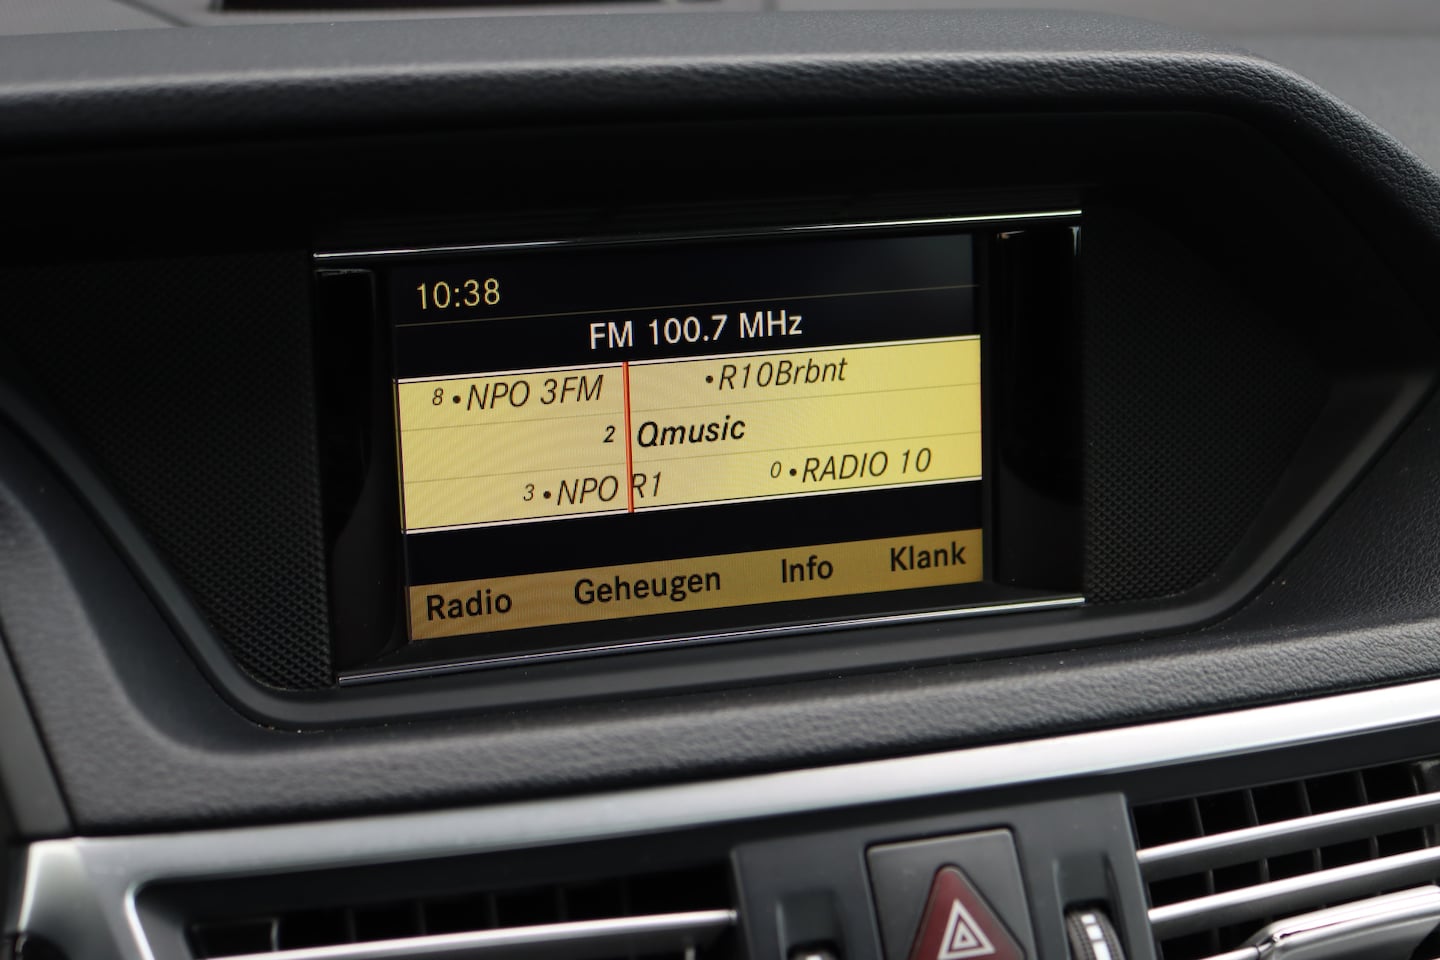 10:38
FM 100.7 MHz
8 •NPO 3FM •R10Brbnt
2 Qmusic
3 •NPO R1 0 •RADIO 10
Radio Geheugen Info Klank